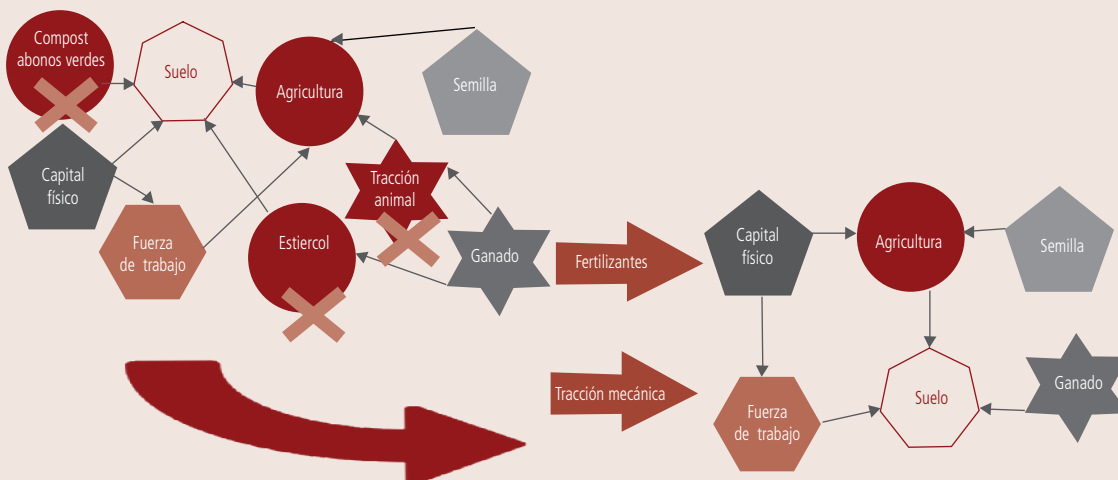 Compost
abonos verdes
Suelo
Agricultura
Semilla
Capital
físico
Tracción
animal
Fuerza
de trabajo
Estiercol
Ganado
Fertilizantes
Tracción mecánica
Capital
físico
Agricultura
Semilla
Fuerza
de trabajo
Suelo
Ganado